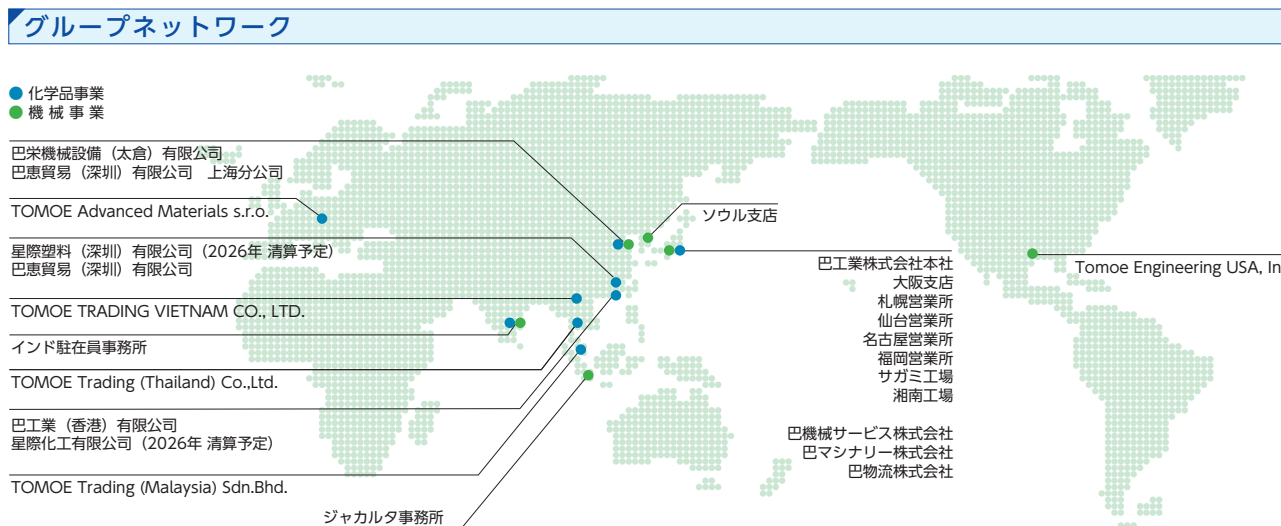 グループネットワーク
化学品事業
機械事業
巴栄機械設備（太倉）有限公司
巴恵貿易（深圳）有限公司　上海分公司
TOMOE Advanced Materials s.r.o.
星際塑料（深圳）有限公司（2026年 清算予定）
巴恵貿易（深圳）有限公司
TOMOE TRADING VIETNAM CO., LTD.
インド駐在員事務所
TOMOE Trading (Thailand) Co.,Ltd.
巴工業（香港）有限公司
星際化工有限公司（2026年 清算予定）
TOMOE Trading (Malaysia) Sdn.Bhd.
ジャカルタ事務所
ソウル支店
巴工業株式会社本社
大阪支店
札幌営業所
仙台営業所
名古屋営業所
福岡営業所
サガミ工場
湘南工場
巴機械サービス株式会社
巴マシナリー株式会社
巴物流株式会社
Tomoe Engineering USA, In